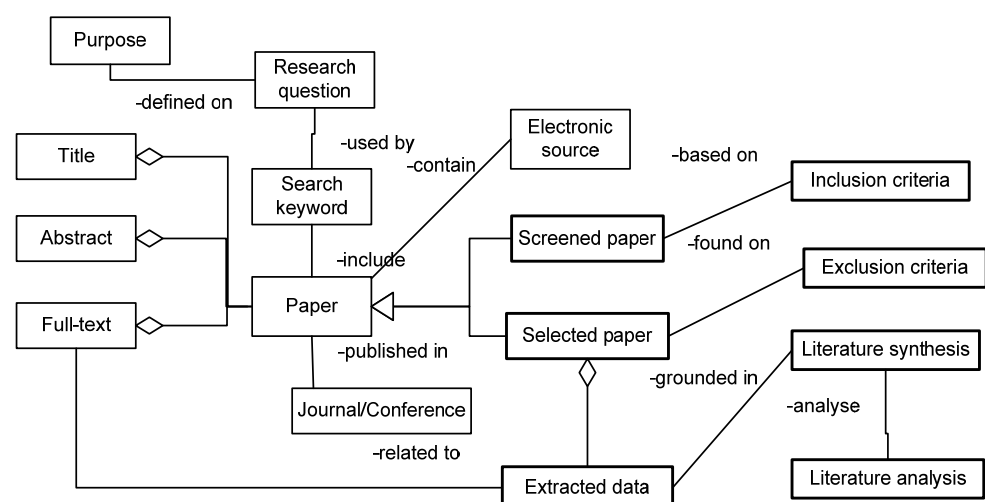 Purpose
Research
question
-defined on
-used by
Title
-contain
Electronic
source
-based on
Search
keyword
Inclusion criteria
Abstract
Screened paper
-found on
-include
Exclusion criteria
Paper
Full-text
Selected paper
-published in
Literature synthesis
-grounded in
-analyse
Journal/Conference
-related to
Extracted data
Literature analysis